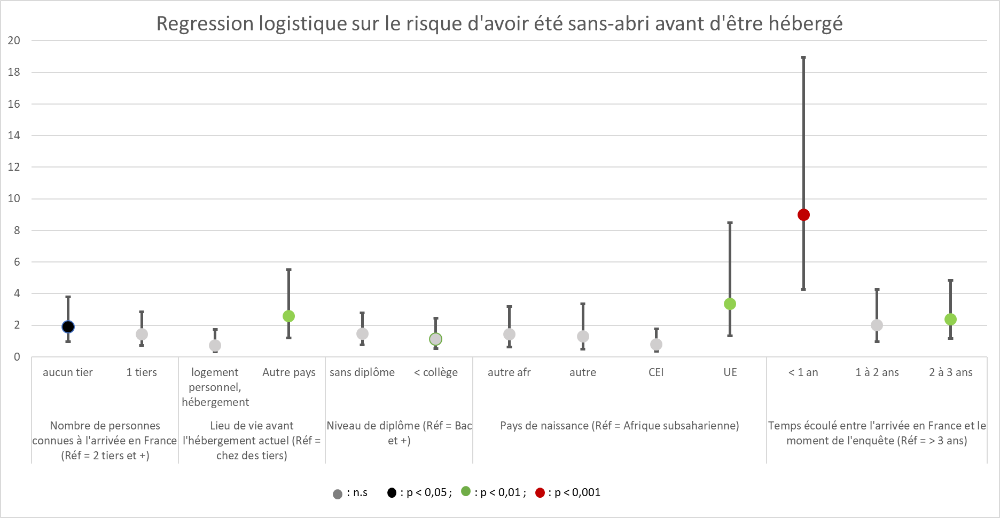 Regression logistique sur le risque d'avoir été sans-abri avant d'être hébergé
20
18
16
14
12
10
8
6
4
2
0
aucun tier
1 tiers
logement
personnel,
hébergement
Autre pays
sans diplôme
< collège
autre afr
autre
CEI
UE
< 1 an
1 à 2 ans
2 à 3 ans
Nombre de personnes
connues à l'arrivée en France
(Réf = 2 tiers et +)
Lieu de vie avant
l'hébergement actuel (Réf =
chez des tiers)
Niveau de diplôme (Réf = Bac
et +)
Pays de naissance (Réf = Afrique subsaharienne)
Temps écoulé entre l'arrivée en France et le
moment de l'enquête (Réf = > 3 ans)
: n.s : p < 0,05 ; : p < 0,01 ; : p < 0,001